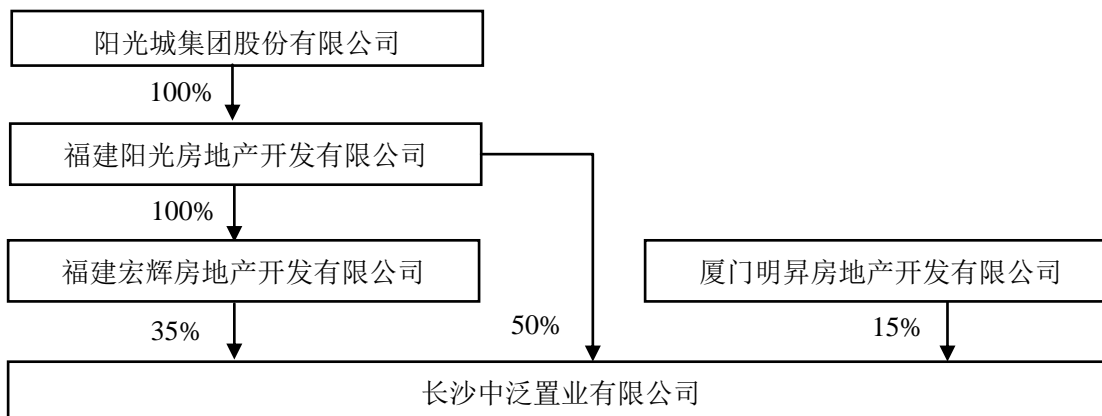 阳光城集团股份有限公司
100%
福建阳光房地产开发有限公司
100%
福建宏辉房地产开发有限公司
厦门明昇房地产开发有限公司
35%
50%
15%
长沙中泛置业有限公司